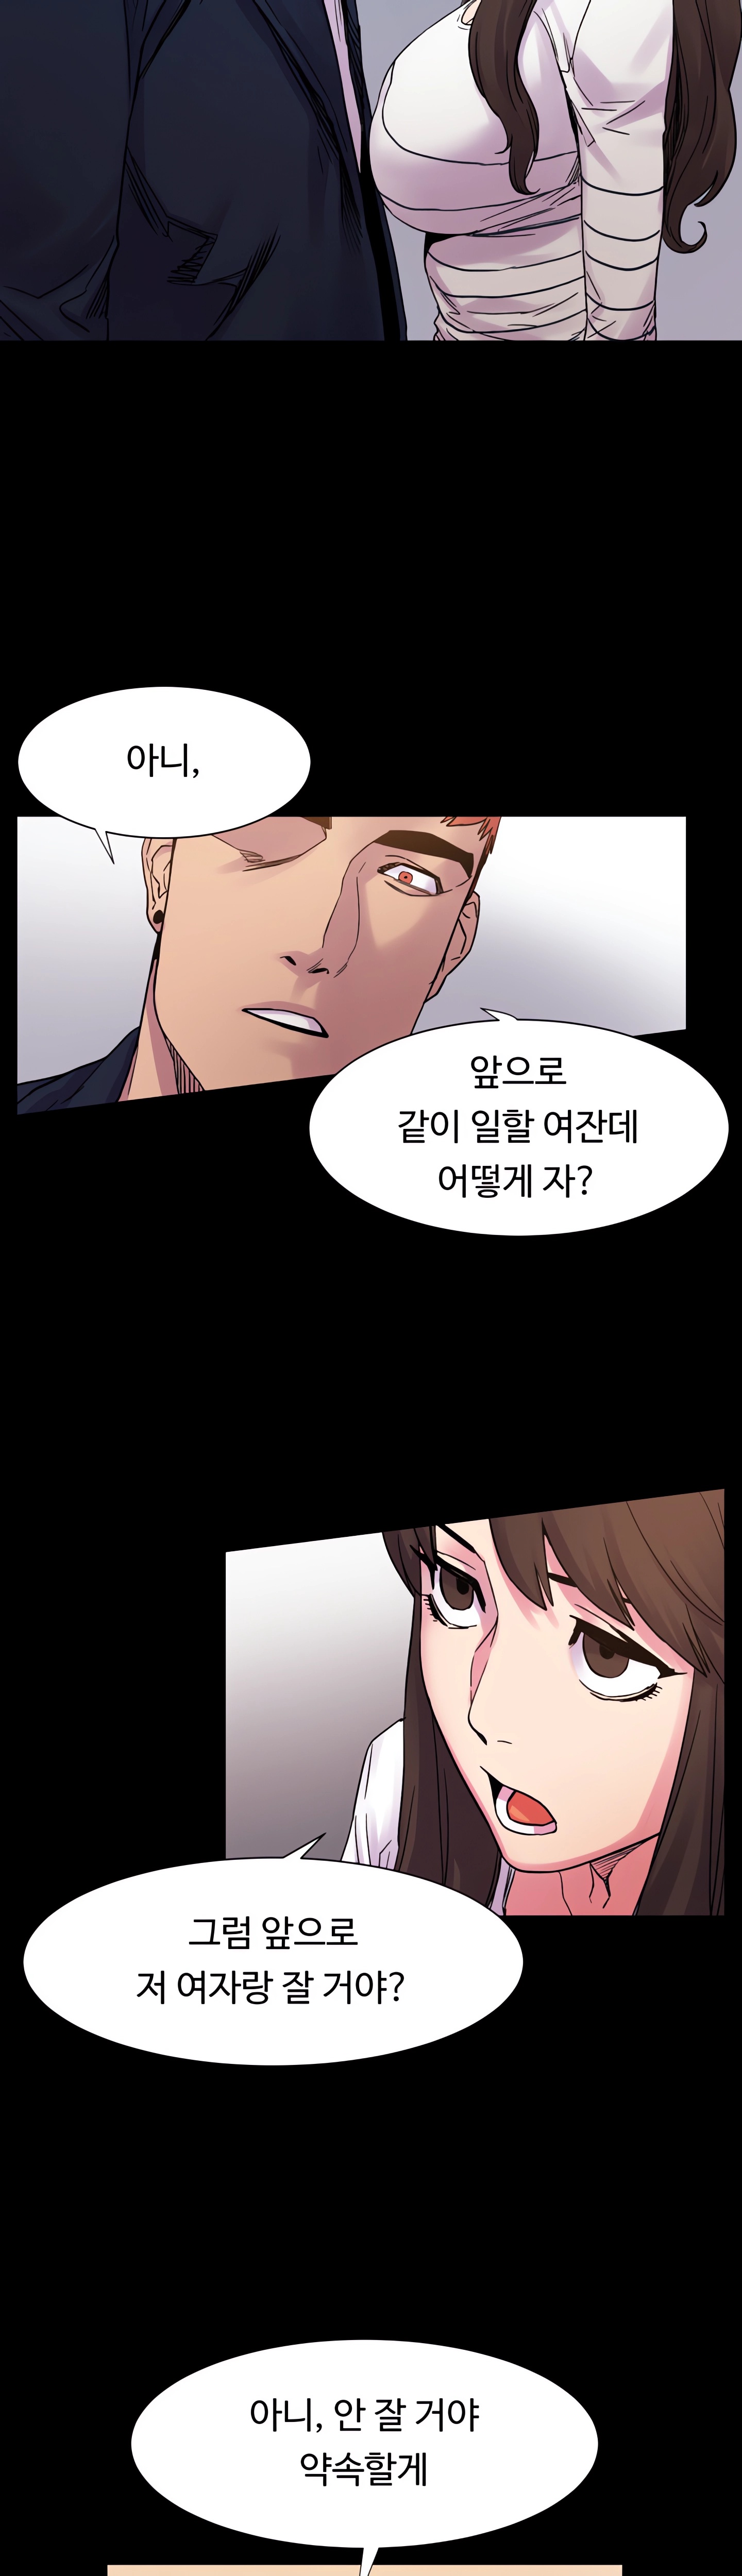 아니,
앞으로
같이 일할 여잔데
어떻게 자?
그럼 앞으로
저 여자랑 잘 거야?
아니, 안 잘 거야
약속할게